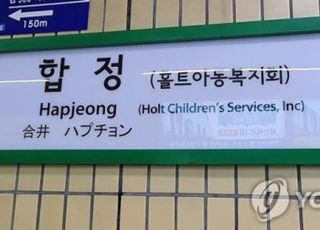 150m
합 정 (홀트아동복지회)
Hapjeong (Holt Children's Services, Inc)
合井 ハプチョン